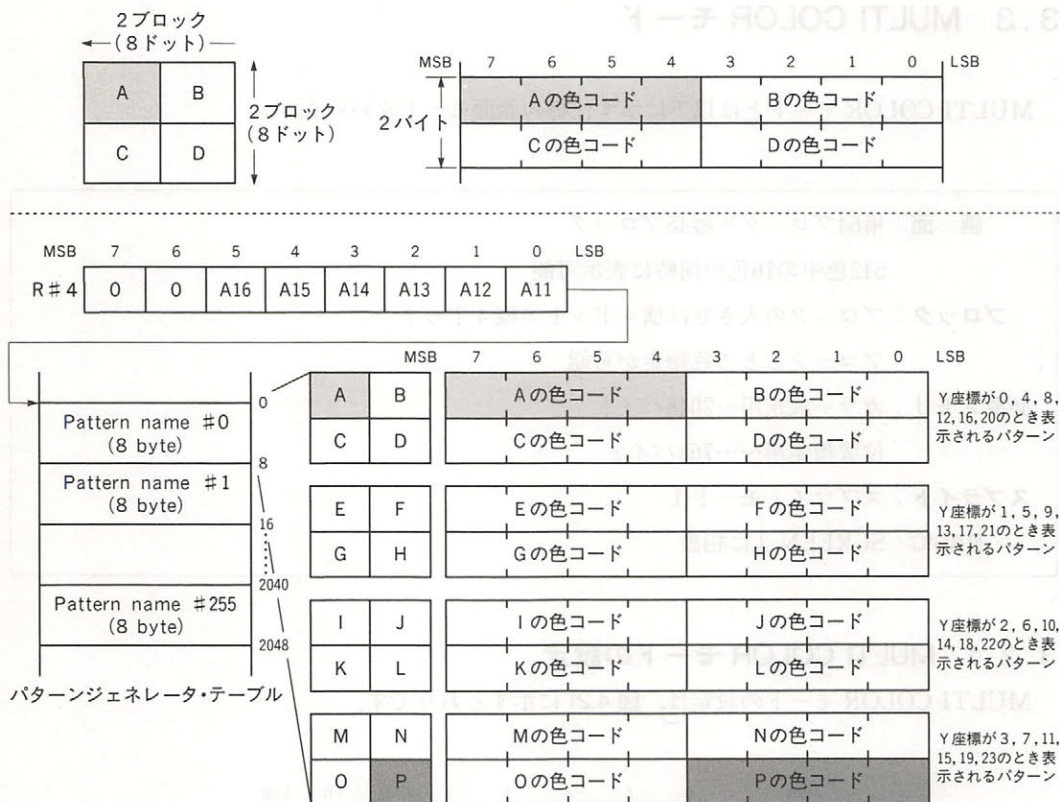 2ブロック
(8ドット)
A B
C D
2ブロック
(8ドット)
MSB 7 6 5 4 3 2 1 0 LSB
2バイト
Aの色コード Bの色コード
Cの色コード Dの色コード
MSB 7 6 5 4 3 2 1 0 LSB
R#4 0 0 A16 A15 A14 A13 A12 A11
0
Pattern name #0
(8 byte)
8
Pattern name #1
(8 byte)
16
2040
Pattern name #255
(8 byte)
2048
パターンジェネレータ・テーブル
MSB 7 6 5 4 3 2 1 0 LSB
A B Aの色コード Bの色コード
C D Cの色コード Dの色コード
Y座標が0,4,8,
12,16,20のとき表
示されるパターン
E F Eの色コード Fの色コード
G H Gの色コード Hの色コード
Y座標が1,5,9,
13,17,21のとき表
示されるパターン
I J Iの色コード Jの色コード
K L Kの色コード Lの色コード
Y座標が2,6,10,
14,18,22のとき表
示されるパターン
M N Mの色コード Nの色コード
O P Oの色コード Pの色コード
Y座標が3,7,11,
15,19,23のとき表
示されるパターン
3.3 MULTI COLOR モード